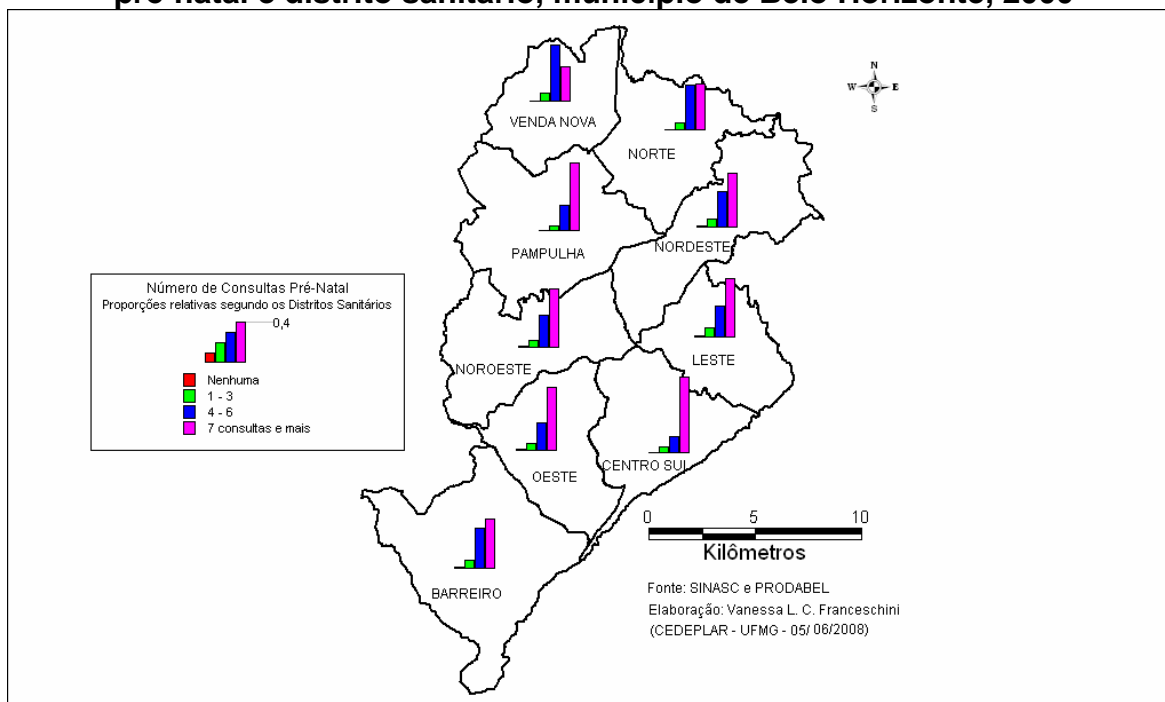 pré-natal e distrito sanitário, município de Belo Horizonte, 2000
N
W E
S
VENDA NOVA
NORTE
PAMPULHA
NORDESTE
Número de Consultas Pré-Natal
Proporções relativas segundo os Distritos Sanitários
0,4
Nenhuma
1 - 3
4 - 6
7 consultas e mais
NOROESTE
LESTE
OESTE
CENTRO SUL
BARREIRO
0 5 10
Kilômetros
Fonte: SINASC e PRODABEL
Elaboração: Vanessa L. C. Franceschini
(CEDEPLAR - UFMG - 05/ 06/2008)